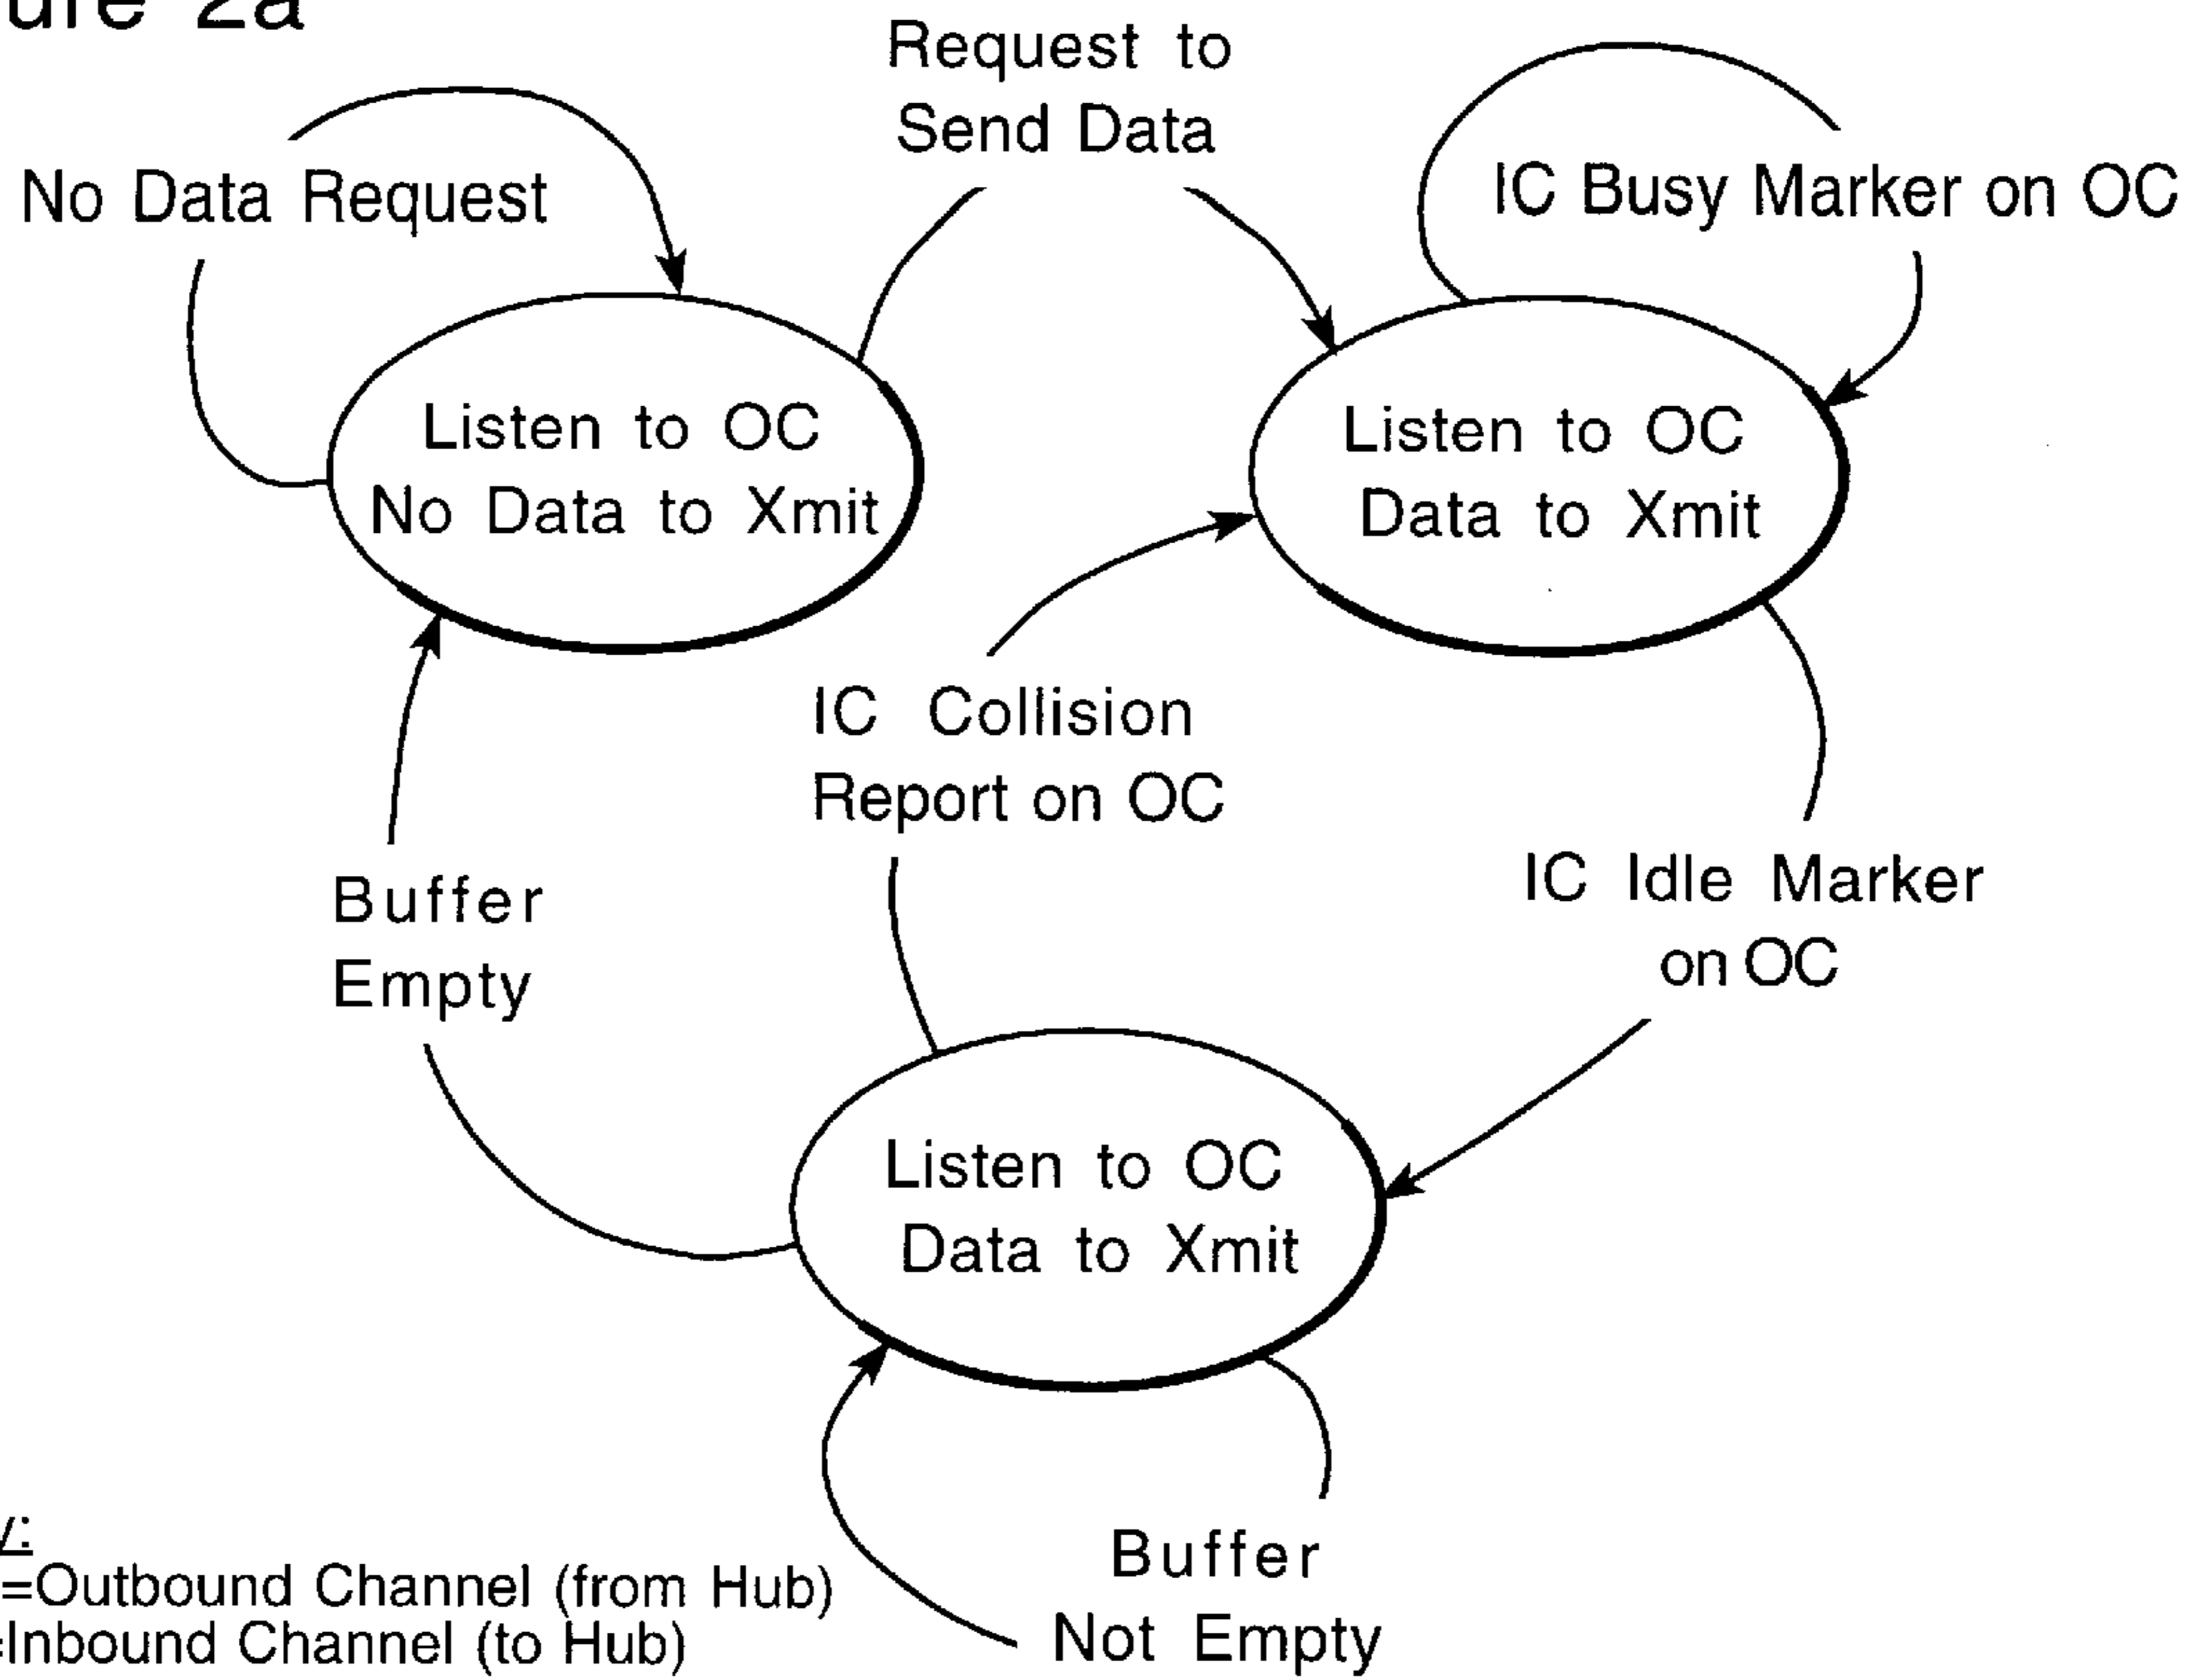 2a
Request to
Send Data
No Data Request
IC Busy Marker on OC
Listen to OC
No Data to Xmit
Listen to OC
Data to Xmit
IC Collision
Report on OC
Buffer
Empty
IC Idle Marker
on OC
Listen to OC
Data to Xmit
Buffer
Not Empty
=Outbound Channel (from Hub)
=Inbound Channel (to Hub)